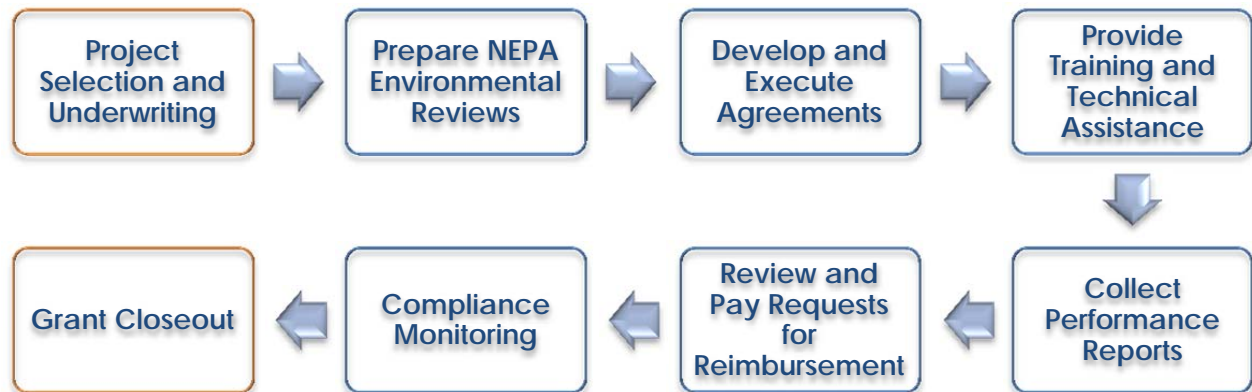 Project
Selection and
Underwriting
Prepare NEPA
Environmental
Reviews
Develop and
Execute
Agreements
Provide
Training and
Technical
Assistance
Collect
Performance
Reports
Review and
Pay Requests
for
Reimbursement
Compliance
Monitoring
Grant Closeout